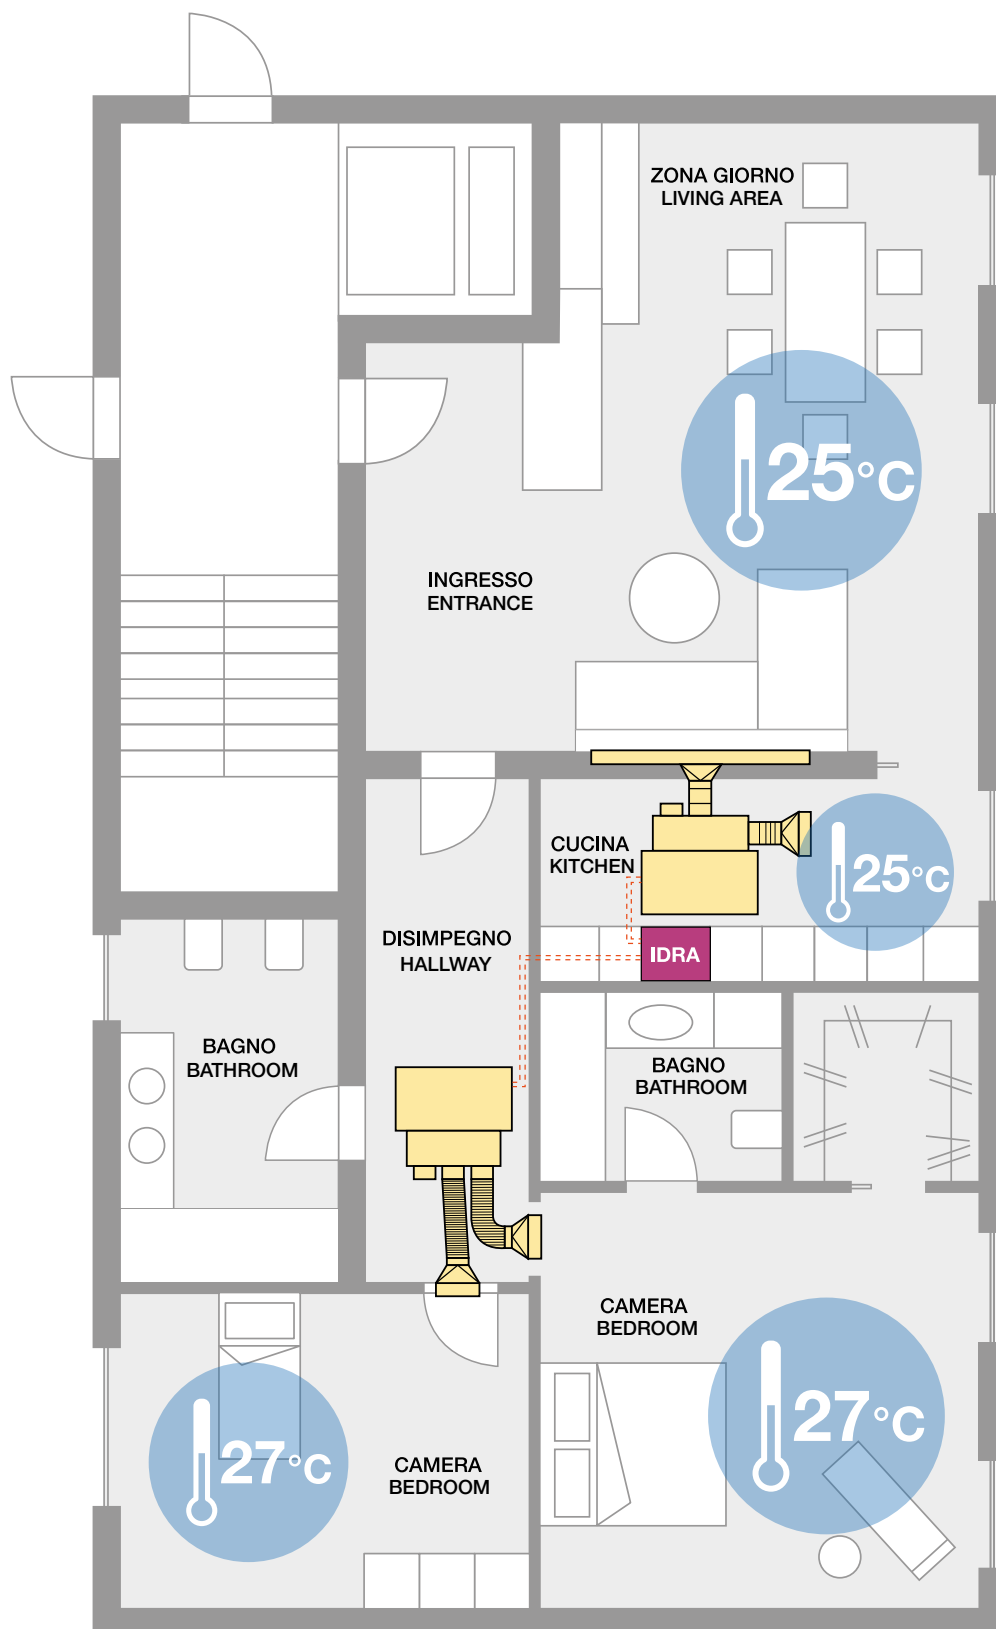 ZONA GIORNO
LIVING AREA
25°C
INGRESSO
ENTRANCE
CUCINA
KITCHEN
25°C
DISIMPEGNO
HALLWAY
IDRA
BAGNO
BATHROOM
BAGNO
BATHROOM
CAMERA
BEDROOM
27°C
CAMERA
BEDROOM
27°C